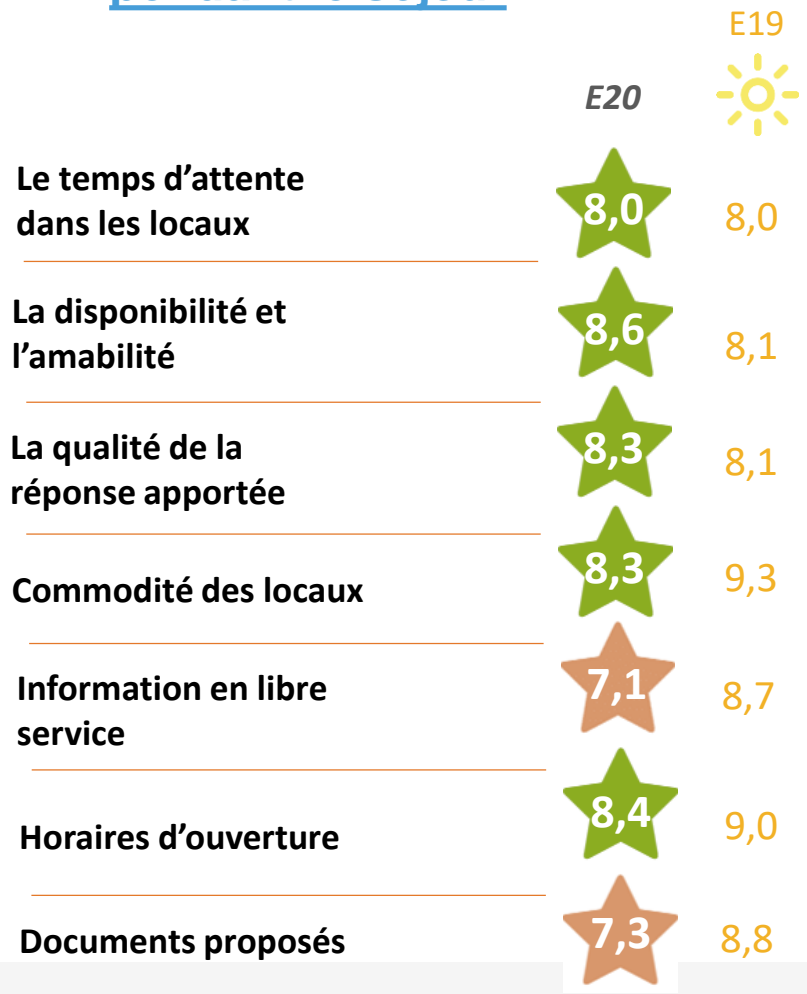 E19
E20
Le temps d’attente
dans les locaux
8,0
8,0
La disponibilité et
l’amabilité
8,6
8,1
La qualité de la
réponse apportée
8,3
8,1
Commodité des locaux
8,3
9,3
Information en libre
service
7,1
8,7
Horaires d’ouverture
8,4
9,0
Documents proposés
7,3
8,8